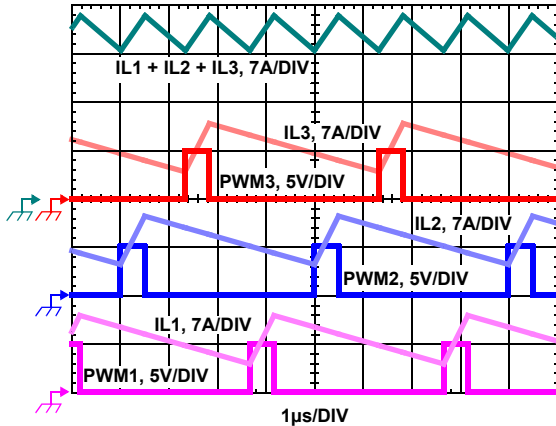 IL1 + IL2 + IL3, 7A/DIV
IL3, 7A/DIV
PWM3, 5V/DIV
IL2, 7A/DIV
PWM2, 5V/DIV
IL1, 7A/DIV
PWM1, 5V/DIV
1µs/DIV